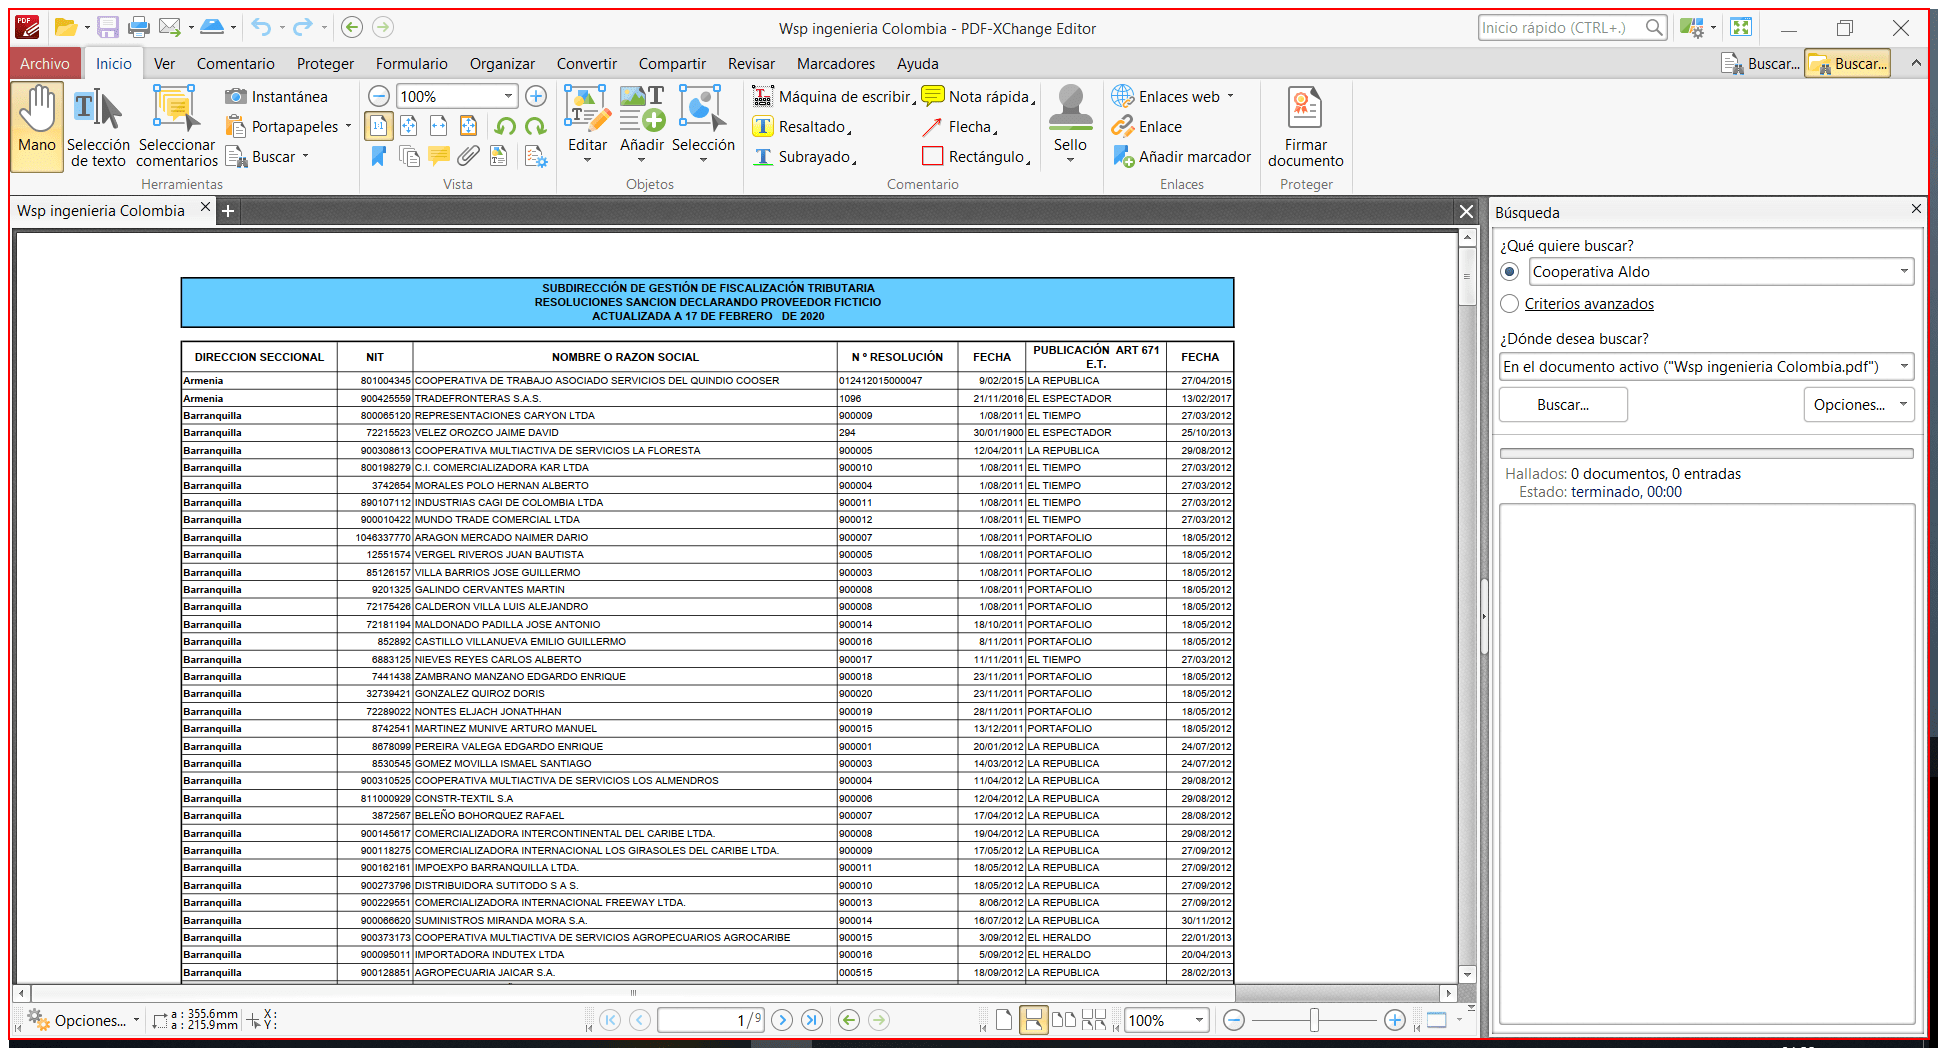 Wsp ingenieria Colombia - PDF-XChange Editor
Inicio rápido (CTRL+.)
Archivo Inicio Ver Comentario Proteger Formulario Organizar Convertir Compartir Revisar Marcadores Ayuda Buscar... Buscar...
Mano
Selección de texto
Seleccionar comentarios
Instantánea
Portapapeles
Buscar
Herramientas
100%
Vista
Editar
Añadir
Selección
Objetos
Máquina de escribir
Resaltado
Subrayado
Nota rápida
Flecha
Rectángulo
Comentario
Sello
Enlaces web
Enlace
Añadir marcador
Enlaces
Firmar documento
Proteger
Wsp ingenieria Colombia
SUBDIRECCIÓN DE GESTIÓN DE FISCALIZACIÓN TRIBUTARIA
RESOLUCIONES SANCION DECLARANDO PROVEEDOR FICTICIO
ACTUALIZADA A 17 DE FEBRERO DE 2020
DIRECCION SECCIONAL NIT NOMBRE O RAZON SOCIAL N º RESOLUCIÓN FECHA PUBLICACIÓN ART 671 E.T. FECHA
Armenia 801004345 COOPERATIVA DE TRABAJO ASOCIADO SERVICIOS DEL QUINDIO COOSER 012412015000047 9/02/2015 LA REPUBLICA 27/04/2015
Armenia 900425559 TRADEFRONTERAS S.A.S. 1096 21/11/2016 EL ESPECTADOR 13/02/2017
Barranquilla 800065120 REPRESENTACIONES CARYON LTDA 900009 1/08/2011 EL TIEMPO 27/03/2012
Barranquilla 72215523 VELEZ OROZCO JAIME DAVID 294 30/01/1900 EL ESPECTADOR 25/10/2013
Barranquilla 900308613 COOPERATIVA MULTIACTIVA DE SERVICIOS LA FLORESTA 900005 12/04/2011 LA REPUBLICA 29/08/2012
Barranquilla 800198279 C.I. COMERCIALIZADORA KAR LTDA 900010 1/08/2011 EL TIEMPO 27/03/2012
Barranquilla 3742654 MORALES POLO HERNAN ALBERTO 900004 1/08/2011 EL TIEMPO 27/03/2012
Barranquilla 890107112 INDUSTRIAS CAGI DE COLOMBIA LTDA 900011 1/08/2011 EL TIEMPO 27/03/2012
Barranquilla 900010422 MUNDO TRADE COMERCIAL LTDA 900012 1/08/2011 EL TIEMPO 27/03/2012
Barranquilla 1046337770 ARAGON MERCADO NAIMER DARIO 900007 1/08/2011 PORTAFOLIO 18/05/2012
Barranquilla 12551574 VERGEL RIVEROS JUAN BAUTISTA 900005 1/08/2011 PORTAFOLIO 18/05/2012
Barranquilla 85126157 VILLA BARRIOS JOSE GUILLERMO 900003 1/08/2011 PORTAFOLIO 18/05/2012
Barranquilla 9201325 GALINDO CERVANTES MARTIN 900008 1/08/2011 PORTAFOLIO 18/05/2012
Barranquilla 72175426 CALDERON VILLA LUIS ALEJANDRO 900008 1/08/2011 PORTAFOLIO 18/05/2012
Barranquilla 72181194 MALDONADO PADILLA JOSE ANTONIO 900014 18/10/2011 PORTAFOLIO 18/05/2012
Barranquilla 852892 CASTILLO VILLANUEVA EMILIO GUILLERMO 900016 8/11/2011 PORTAFOLIO 18/05/2012
Barranquilla 6883125 NIEVES REYES CARLOS ALBERTO 900017 11/11/2011 EL TIEMPO 27/03/2012
Barranquilla 7441438 ZAMBRANO MANZANO EDGARDO ENRIQUE 900018 23/11/2011 PORTAFOLIO 18/05/2012
Barranquilla 32739421 GONZALEZ QUIROZ DORIS 900020 23/11/2011 PORTAFOLIO 18/05/2012
Barranquilla 72289022 NONTES ELJACH JONATHHAN 900019 28/11/2011 PORTAFOLIO 18/05/2012
Barranquilla 8742541 MARTINEZ MUNIVE ARTURO MANUEL 900015 13/12/2011 PORTAFOLIO 18/05/2012
Barranquilla 8678099 PEREIRA VALEGA EDGARDO ENRIQUE 900001 20/01/2012 LA REPUBLICA 24/07/2012
Barranquilla 8530545 GOMEZ MOVILLA ISMAEL SANTIAGO 900003 14/03/2012 LA REPUBLICA 24/07/2012
Barranquilla 900310525 COOPERATIVA MULTIACTIVA DE SERVICIOS LOS ALMENDROS 900004 11/04/2012 LA REPUBLICA 29/08/2012
Barranquilla 811000929 CONSTR-TEXTIL S.A 900006 12/04/2012 LA REPUBLICA 29/08/2012
Barranquilla 3872567 BELEÑO BOHORQUEZ RAFAEL 900007 17/04/2012 LA REPUBLICA 28/08/2012
Barranquilla 900145617 COMERCIALIZADORA INTERCONTINENTAL DEL CARIBE LTDA. 900008 19/04/2012 LA REPUBLICA 29/08/2012
Barranquilla 900118275 COMERCIALIZADORA INTERNACIONAL LOS GIRASOLES DEL CARIBE LTDA. 900009 17/05/2012 LA REPUBLICA 27/09/2012
Barranquilla 900162161 IMPOEXPO BARRANQUILLA LTDA. 900011 18/05/2012 LA REPUBLICA 27/09/2012
Barranquilla 900273796 DISTRIBUIDORA SUTITODO S A S. 900010 18/05/2012 LA REPUBLICA 27/09/2012
Barranquilla 900229551 COMERCIALIZADORA INTERNACIONAL FREEWAY LTDA. 900013 8/06/2012 LA REPUBLICA 27/09/2012
Barranquilla 900066620 SUMINISTROS MIRANDA MORA S.A. 900014 16/07/2012 LA REPUBLICA 30/11/2012
Barranquilla 900373173 COOPERATIVA MULTIACTIVA DE SERVICIOS AGROPECUARIOS AGROCARIBE 900015 3/09/2012 EL HERALDO 22/01/2013
Barranquilla 900095011 IMPORTADORA INDUTEX LTDA 900016 5/09/2012 EL HERALDO 20/04/2013
Barranquilla 900128851 AGROPECUARIA JAICAR S.A. 000515 18/09/2012 LA REPUBLICA 28/02/2013
Búsqueda
¿Qué quiere buscar?
Cooperativa Aldo
Criterios avanzados
¿Dónde desea buscar?
En el documento activo ("Wsp ingenieria Colombia.pdf")
Buscar... Opciones...
Hallados: 0 documentos, 0 entradas
Estado: terminado, 00:00
Opciones... a : 355.6mm X :
a : 215.9mm Y :
1/9
100%